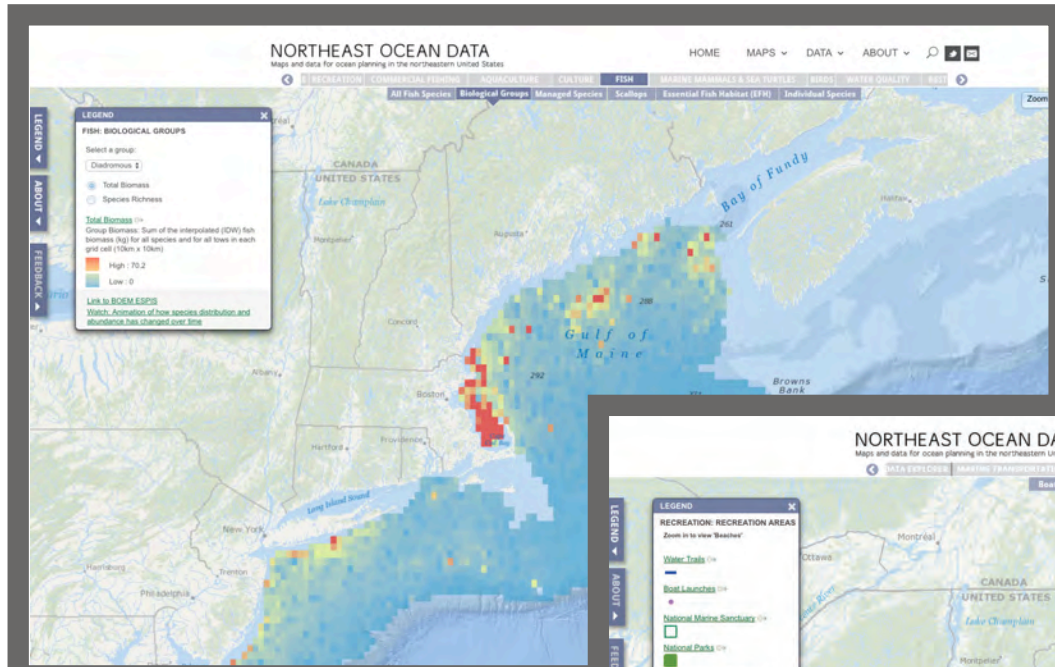 NORTHEAST OCEAN DATA
Maps and data for ocean planning in the northeastern United States
HOME MAPS DATA ABOUT
RECREATION COMMERCIAL FISHING AQUACULTURE CULTURE FISH MARINE MAMMALS & SEA TURTLES BIRDS WATER QUALITY
All Fish Species Biological Groups Managed Species Scallops Essential Fish Habitat (EFH) Individual Species
Zoom
LEGEND
ABOUT
FEEDBACK
LEGEND
FISH: BIOLOGICAL GROUPS
Select a group:
Diadromous
Total Biomass
Species Richness
Total Biomass
Group Biomass: Sum of the interpolated (IDW) fish
biomass (kg) for all species and for all tows in each
grid cell (10km x 10km)
High : 70.2
Low : 0
Link to BOEM ESPIS
Watch: Animation of how species distribution and
abundance has changed over time
CANADA
UNITED STATES
Lake Champlain
Montpelier
Augusta
Bay of Fundy
Halifax
261
288
Gulf of
Maine
Concord
292
Albany
Boston
Browns
Bank
Hartford
Providence
Long Island Sound
New York
Harrisburg
Trenton
Philadelphia
NORTHEAST OCEAN DA
Maps and data for ocean planning in the northeastern Un
DATA EXPLORER MARINE TRANSPORTAT
Boat
LEGEND
ABOUT
FEED
LEGEND
RECREATION: RECREATION AREAS
Zoom in to view 'Beaches'
Water Trails
Boat Launches
National Marine Sanctuary
National Parks
Ottawa
Montréal
CANADA
UNITED STATES
Lake Champlain
Montpelier